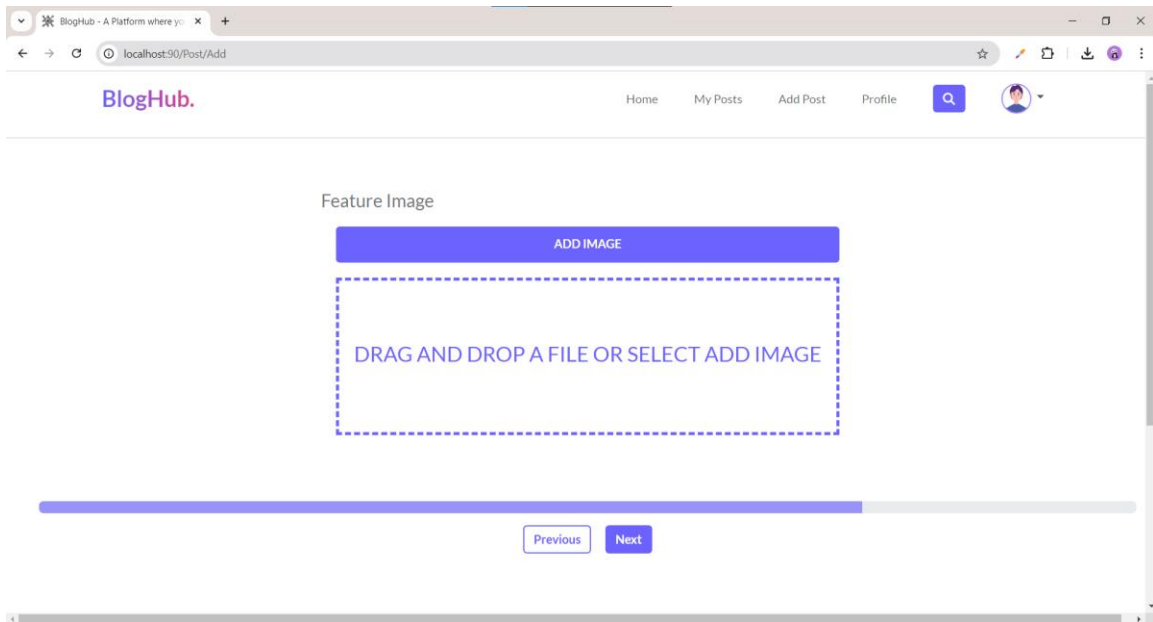 BlogHub - A Platform where yo
localhost:90/Post/Add
BlogHub.
Home My Posts Add Post Profile
Feature Image
ADD IMAGE
DRAG AND DROP A FILE OR SELECT ADD IMAGE
Previous Next